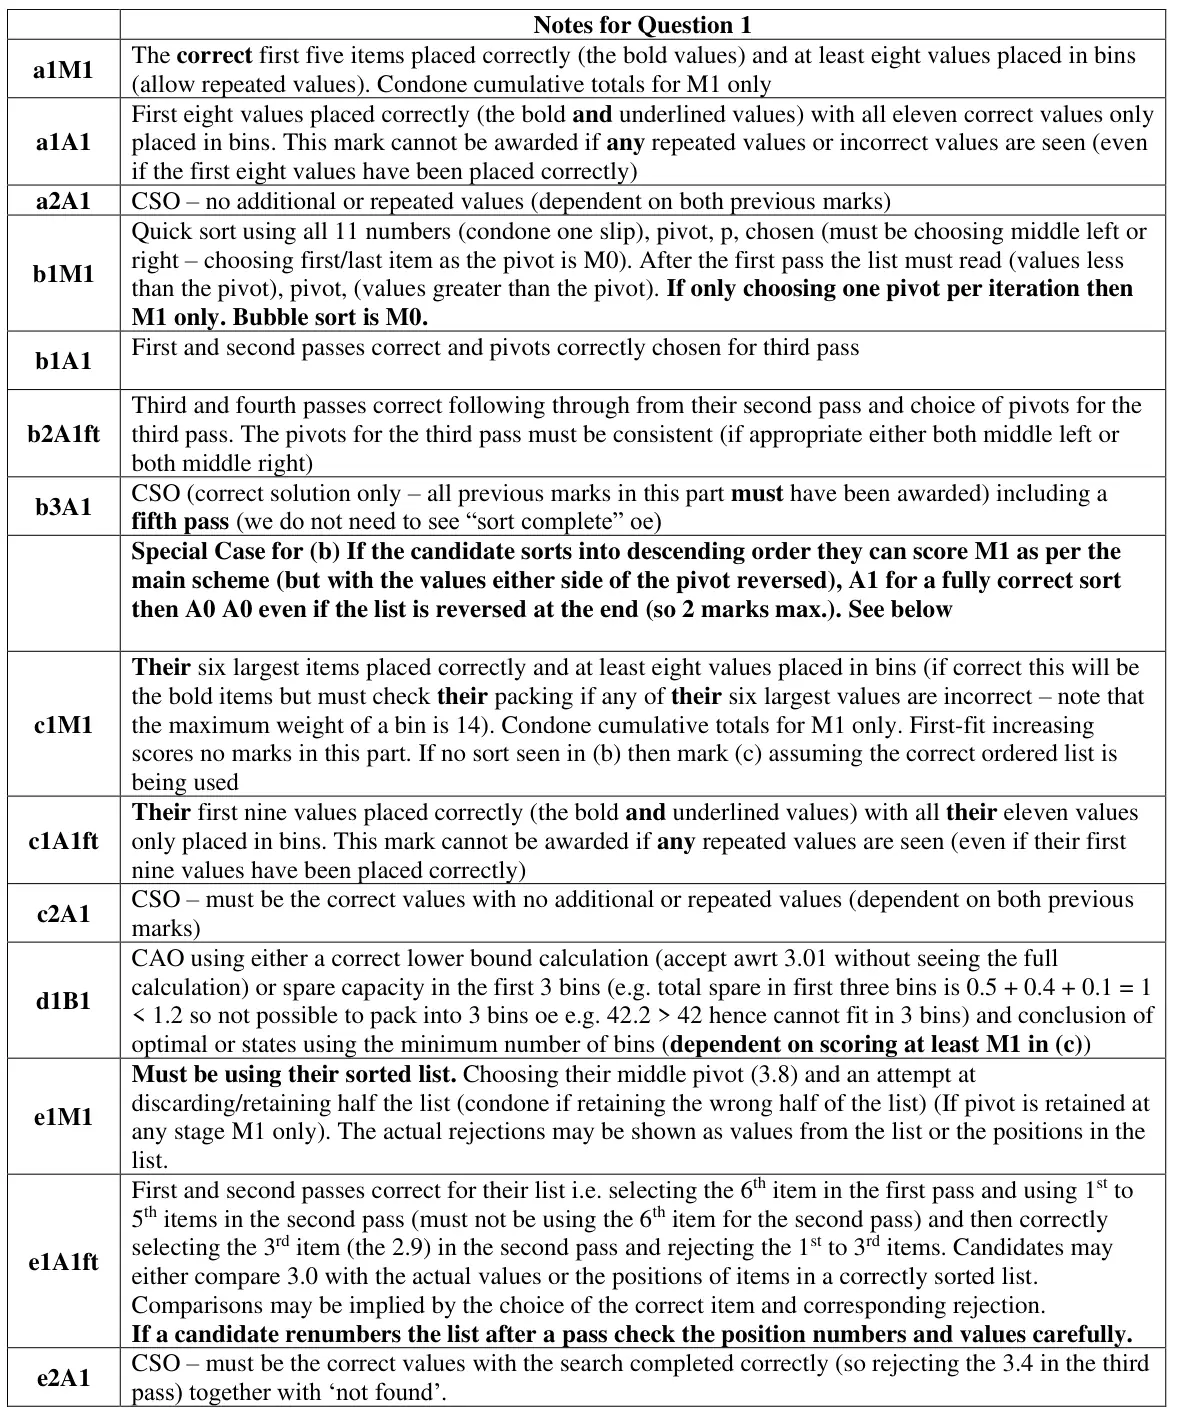 Notes for Question 1
a1M1
The correct first five items placed correctly (the bold values) and at least eight values placed in bins
(allow repeated values). Condone cumulative totals for M1 only
a1A1
First eight values placed correctly (the bold and underlined values) with all eleven correct values only
placed in bins. This mark cannot be awarded if any repeated values or incorrect values are seen (even
if the first eight values have been placed correctly)
a2A1
CSO – no additional or repeated values (dependent on both previous marks)
b1M1
Quick sort using all 11 numbers (condone one slip), pivot, p, chosen (must be choosing middle left or
right – choosing first/last item as the pivot is M0). After the first pass the list must read (values less
than the pivot), pivot, (values greater than the pivot). If only choosing one pivot per iteration then
M1 only. Bubble sort is M0.
b1A1
First and second passes correct and pivots correctly chosen for third pass
b2A1ft
Third and fourth passes correct following through from their second pass and choice of pivots for the
third pass. The pivots for the third pass must be consistent (if appropriate either both middle left or
both middle right)
b3A1
CSO (correct solution only – all previous marks in this part must have been awarded) including a
fifth pass (we do not need to see “sort complete” oe)
Special Case for (b) If the candidate sorts into descending order they can score M1 as per the
main scheme (but with the values either side of the pivot reversed), A1 for a fully correct sort
then A0 A0 even if the list is reversed at the end (so 2 marks max.). See below
c1M1
Their six largest items placed correctly and at least eight values placed in bins (if correct this will be
the bold items but must check their packing if any of their six largest values are incorrect – note that
the maximum weight of a bin is 14). Condone cumulative totals for M1 only. First-fit increasing
scores no marks in this part. If no sort seen in (b) then mark (c) assuming the correct ordered list is
being used
c1A1ft
Their first nine values placed correctly (the bold and underlined values) with all their eleven values
only placed in bins. This mark cannot be awarded if any repeated values are seen (even if their first
nine values have been placed correctly)
c2A1
CSO – must be the correct values with no additional or repeated values (dependent on both previous
marks)
d1B1
CAO using either a correct lower bound calculation (accept awrt 3.01 without seeing the full
calculation) or spare capacity in the first 3 bins (e.g. total spare in first three bins is 0.5 + 0.4 + 0.1 = 1
< 1.2 so not possible to pack into 3 bins oe e.g. 42.2 > 42 hence cannot fit in 3 bins) and conclusion of
optimal or states using the minimum number of bins (dependent on scoring at least M1 in (c))
e1M1
Must be using their sorted list. Choosing their middle pivot (3.8) and an attempt at
discarding/retaining half the list (condone if retaining the wrong half of the list) (If pivot is retained at
any stage M1 only). The actual rejections may be shown as values from the list or the positions in the
list.
e1A1ft
First and second passes correct for their list i.e. selecting the 6th item in the first pass and using 1st to
5th items in the second pass (must not be using the 6th item for the second pass) and then correctly
selecting the 3rd item (the 2.9) in the second pass and rejecting the 1st to 3rd items. Candidates may
either compare 3.0 with the actual values or the positions of items in a correctly sorted list.
Comparisons may be implied by the choice of the correct item and corresponding rejection.
If a candidate renumbers the list after a pass check the position numbers and values carefully.
e2A1
CSO – must be the correct values with the search completed correctly (so rejecting the 3.4 in the third
pass) together with ‘not found’.